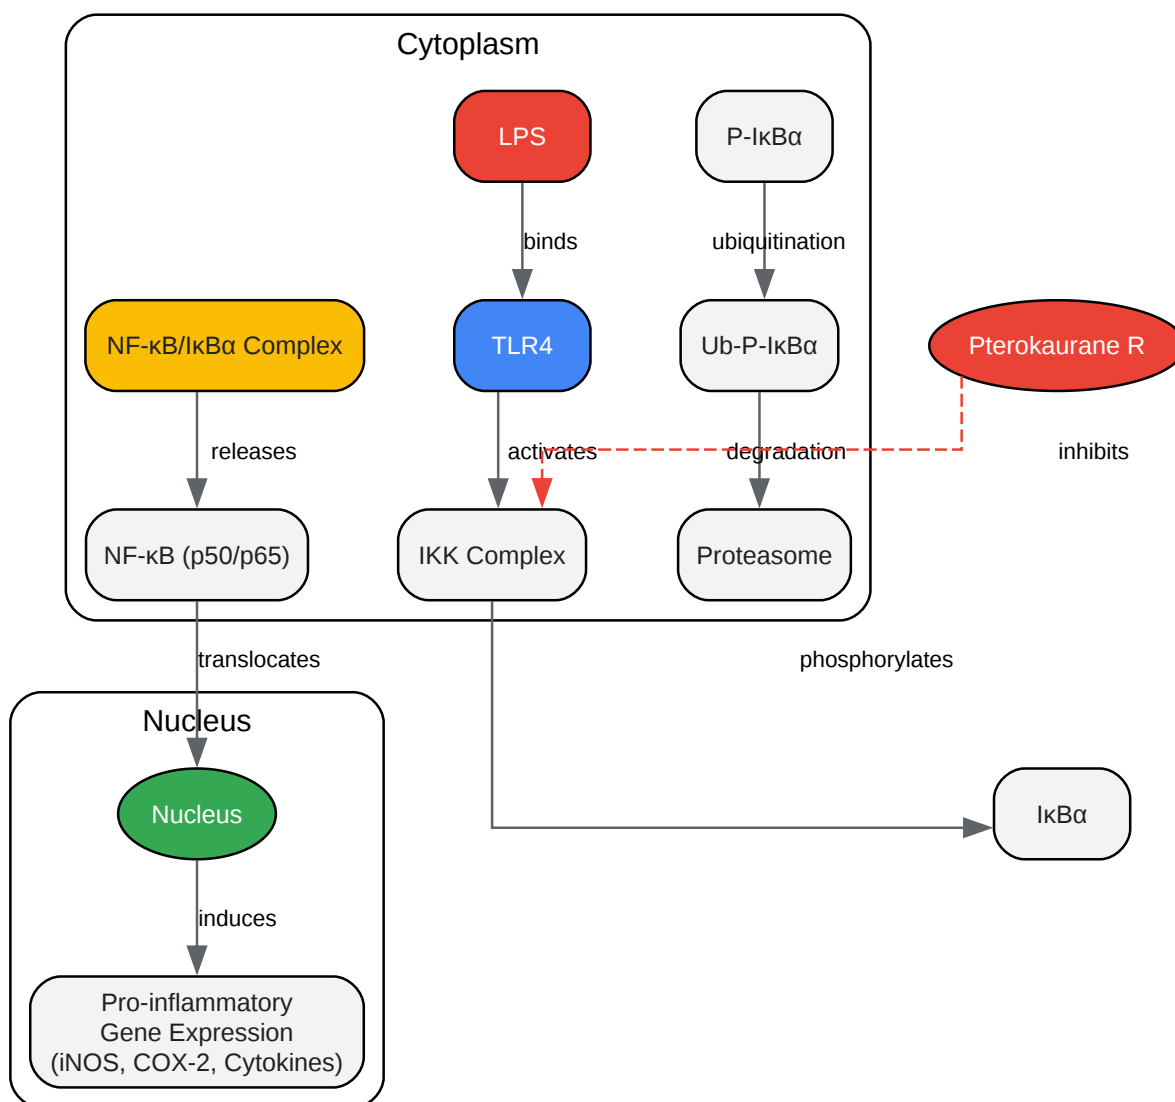 Cytoplasm
LPS
P-IκBα
binds
ubiquitination
NF-κB/IκBα Complex
TLR4
Ub-P-IκBα
Pterokaurane R
releases
activates
degradation
inhibits
NF-κB (p50/p65)
IKK Complex
Proteasome
translocates
phosphorylates
Nucleus
Nucleus
IκBα
induces
Pro-inflammatory
Gene Expression
(iNOS, COX-2, Cytokines)